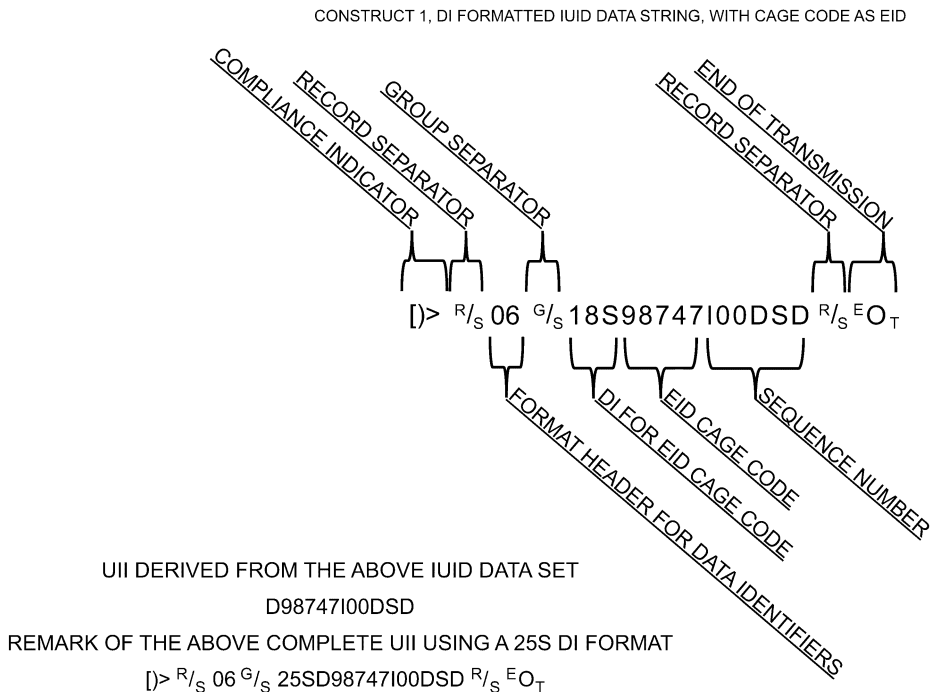 CONSTRUCT 1, DI FORMATTED IUID DATA STRING, WITH CAGE CODE AS EID
COMPLIANCE INDICATOR
RECORD SEPARATOR
GROUP SEPARATOR
RECORD SEPARATOR
END OF TRANSMISSION
[)> R/S 06 G/S 18S98747I00DSD R/S EOT
FORMAT HEADER FOR DATA IDENTIFIERS
DI FOR EID CAGE CODE
EID CAGE CODE
SEQUENCE NUMBER
UII DERIVED FROM THE ABOVE IUID DATA SET
D98747I00DSD
REMARK OF THE ABOVE COMPLETE UII USING A 25S DI FORMAT
[)> R/S 06 G/S 25SD98747I00DSD R/S EOT